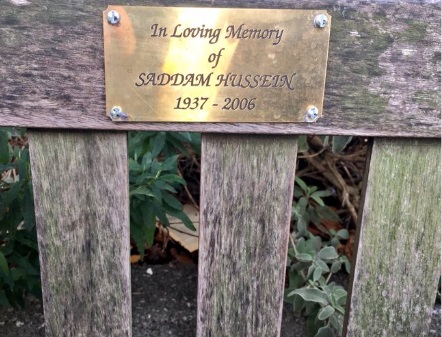 In Loving Memory
of
SADDAM HUSSEIN
1937 - 2006